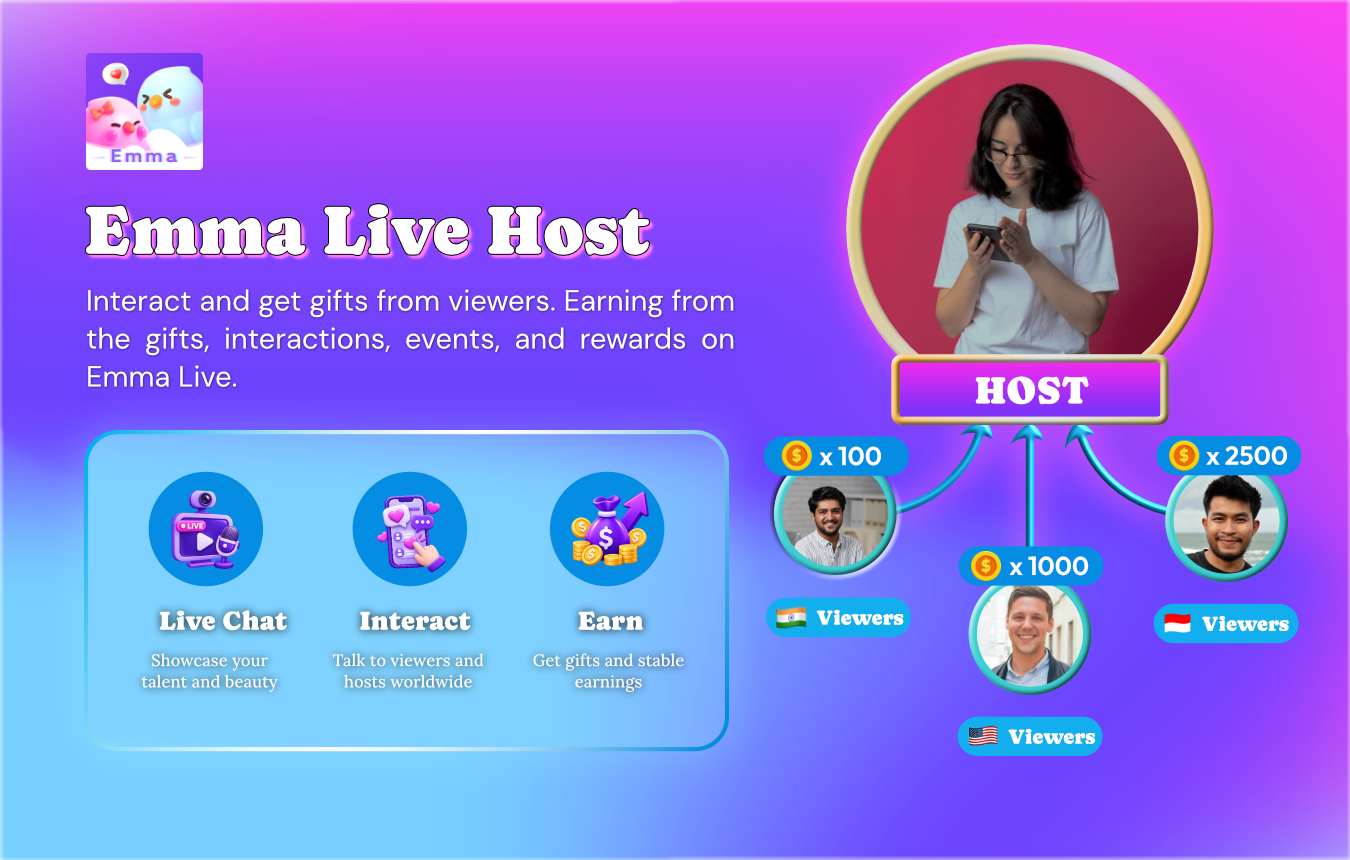 Emma
Emma Live Host
Interact and get gifts from viewers. Earning from
the gifts, interactions, events, and rewards on
Emma Live.
HOST
x 100
x 2500
x 1000
LIVE
Live Chat
Interact
Earn
Showcase your
talent and beauty
Talk to viewers and
hosts worldwide
Get gifts and stable
earnings
Viewers
Viewers
Viewers